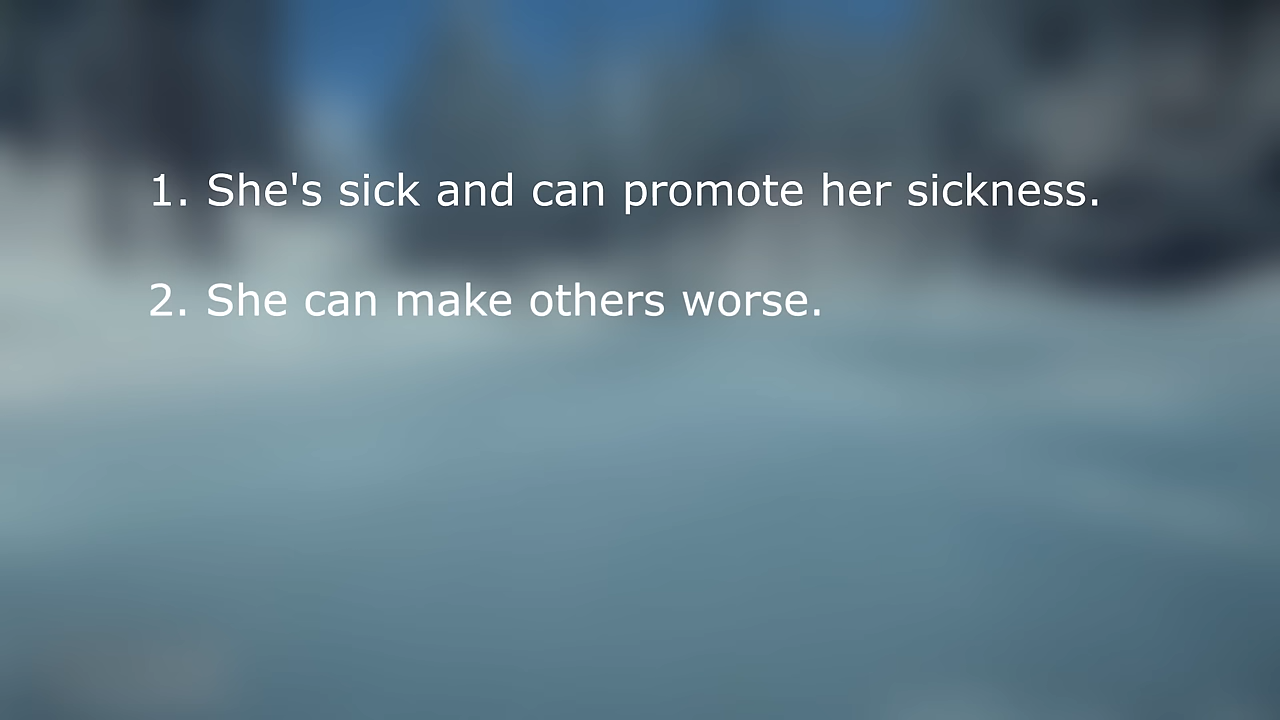 1. She's sick and can promote her sickness.
2. She can make others worse.